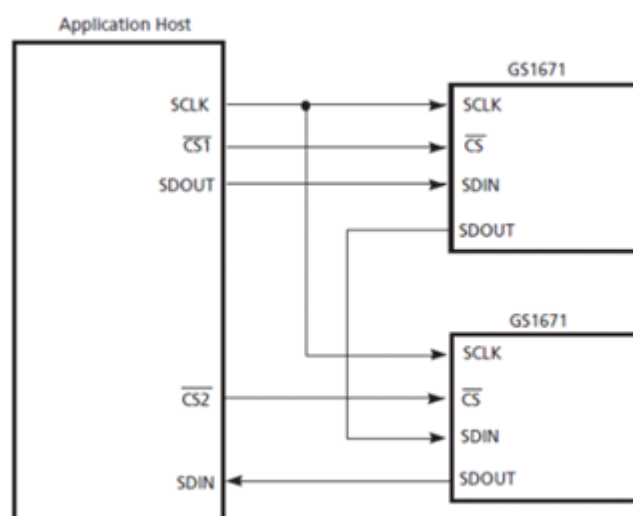 Application Host
SCLK
CS1
SDOUT
CS2
SDIN
GS1671
SCLK
CS
SDIN
SDOUT
GS1671
SCLK
CS
SDIN
SDOUT